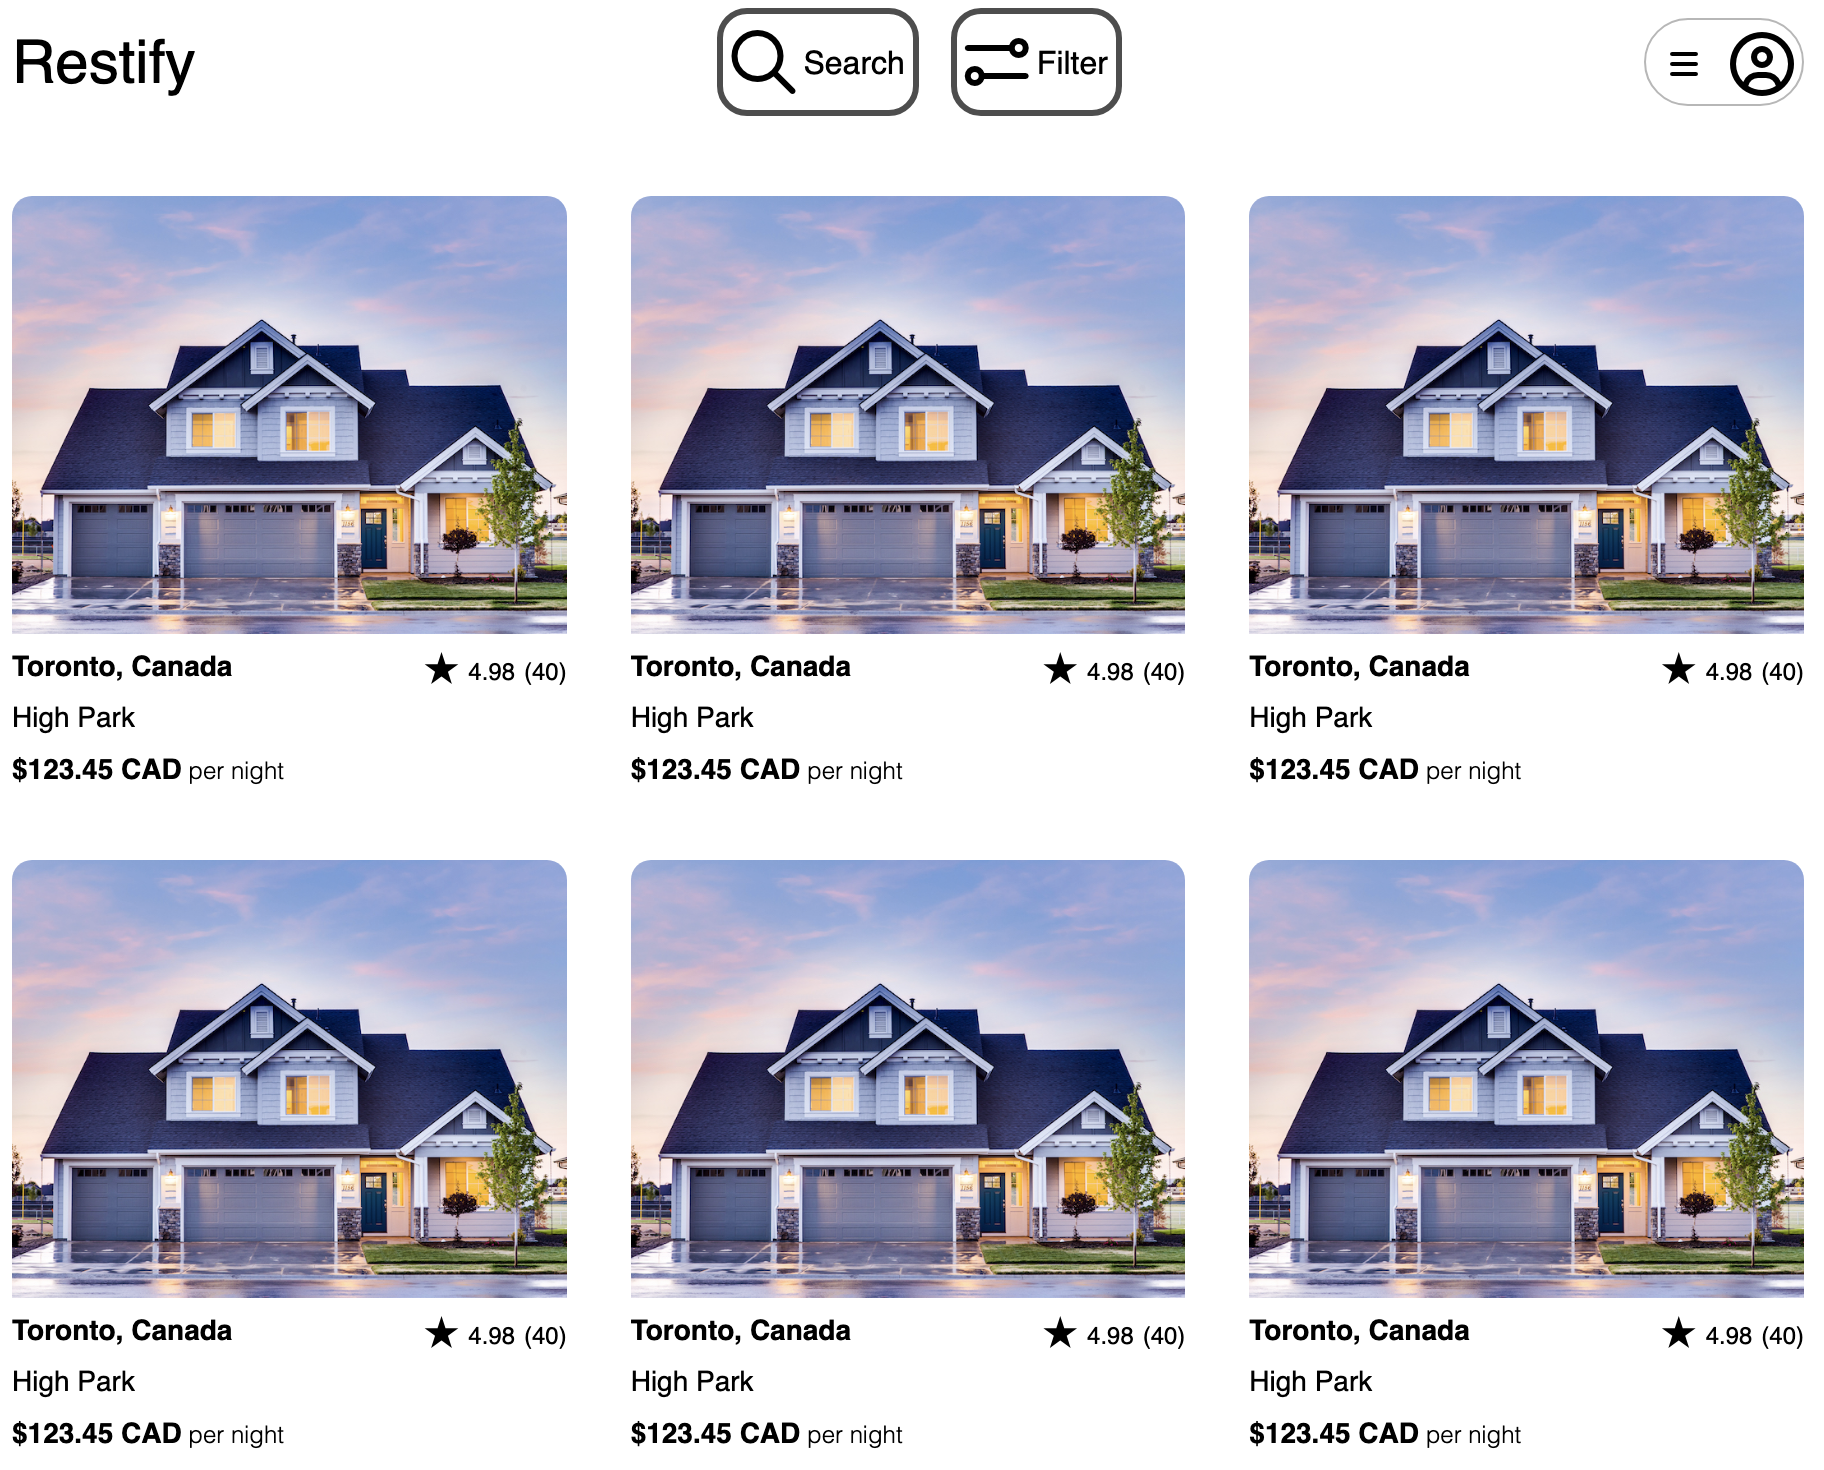 Restify
Search
Filter
Toronto, Canada
★ 4.98 (40)
High Park
$123.45 CAD per night
Toronto, Canada
★ 4.98 (40)
High Park
$123.45 CAD per night
Toronto, Canada
★ 4.98 (40)
High Park
$123.45 CAD per night
Toronto, Canada
★ 4.98 (40)
High Park
$123.45 CAD per night
Toronto, Canada
★ 4.98 (40)
High Park
$123.45 CAD per night
Toronto, Canada
★ 4.98 (40)
High Park
$123.45 CAD per night